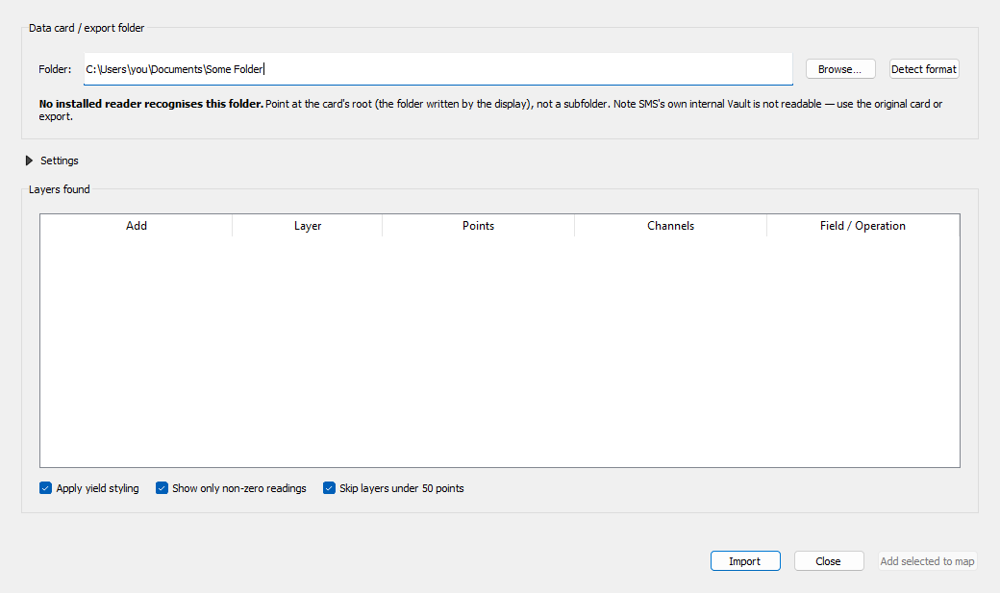 Data card / export folder
Folder: C:\Users\you\Documents\Some Folder Browse... Detect format
No installed reader recognises this folder. Point at the card's root (the folder written by the display), not a subfolder. Note SMS's own internal Vault is not readable — use the original card or
export.
Settings
Layers found
Add Layer Points Channels Field / Operation
Apply yield styling Show only non-zero readings Skip layers under 50 points
Import Close Add selected to map